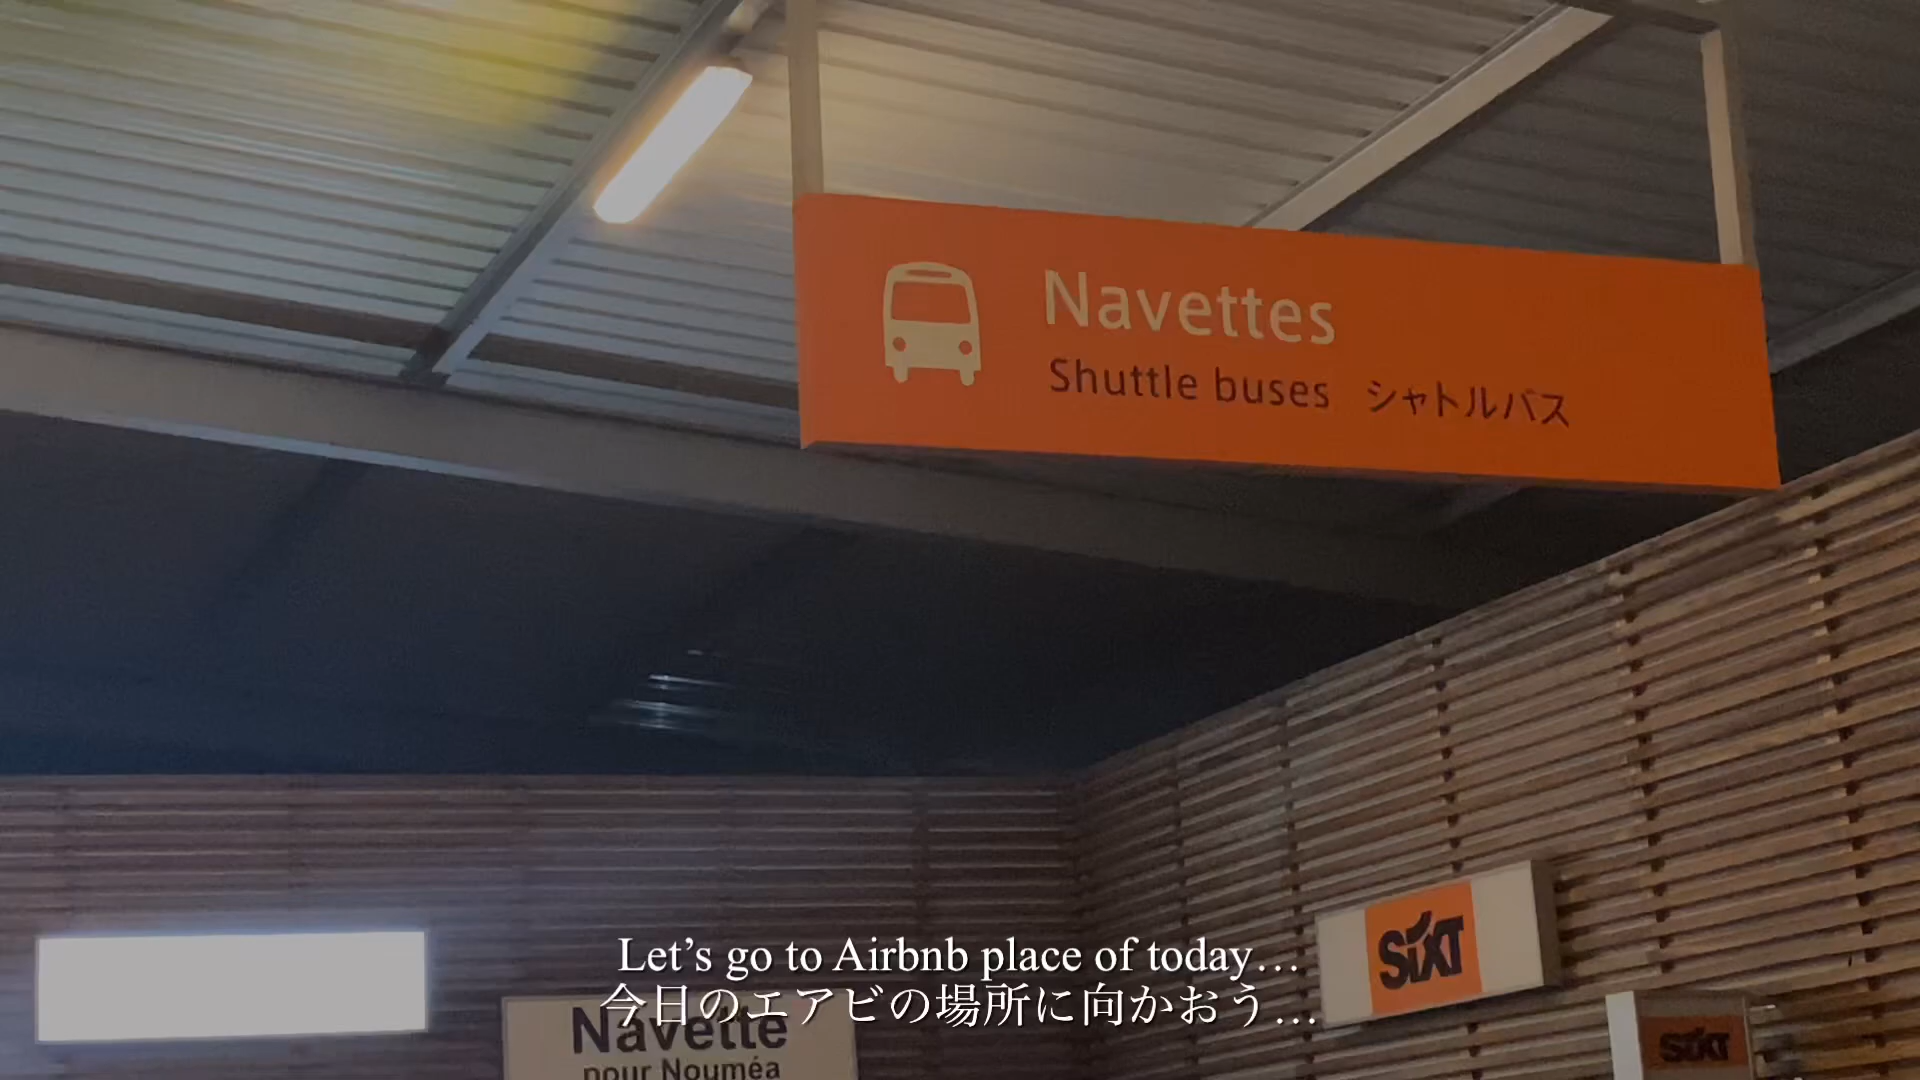 Navettes
Shuttle buses シャトルバス
SiXT
Let’s go to Airbnb place of today…
今日のエアビの場所に向かおう…
Navette
pour Nouméa
SiXT